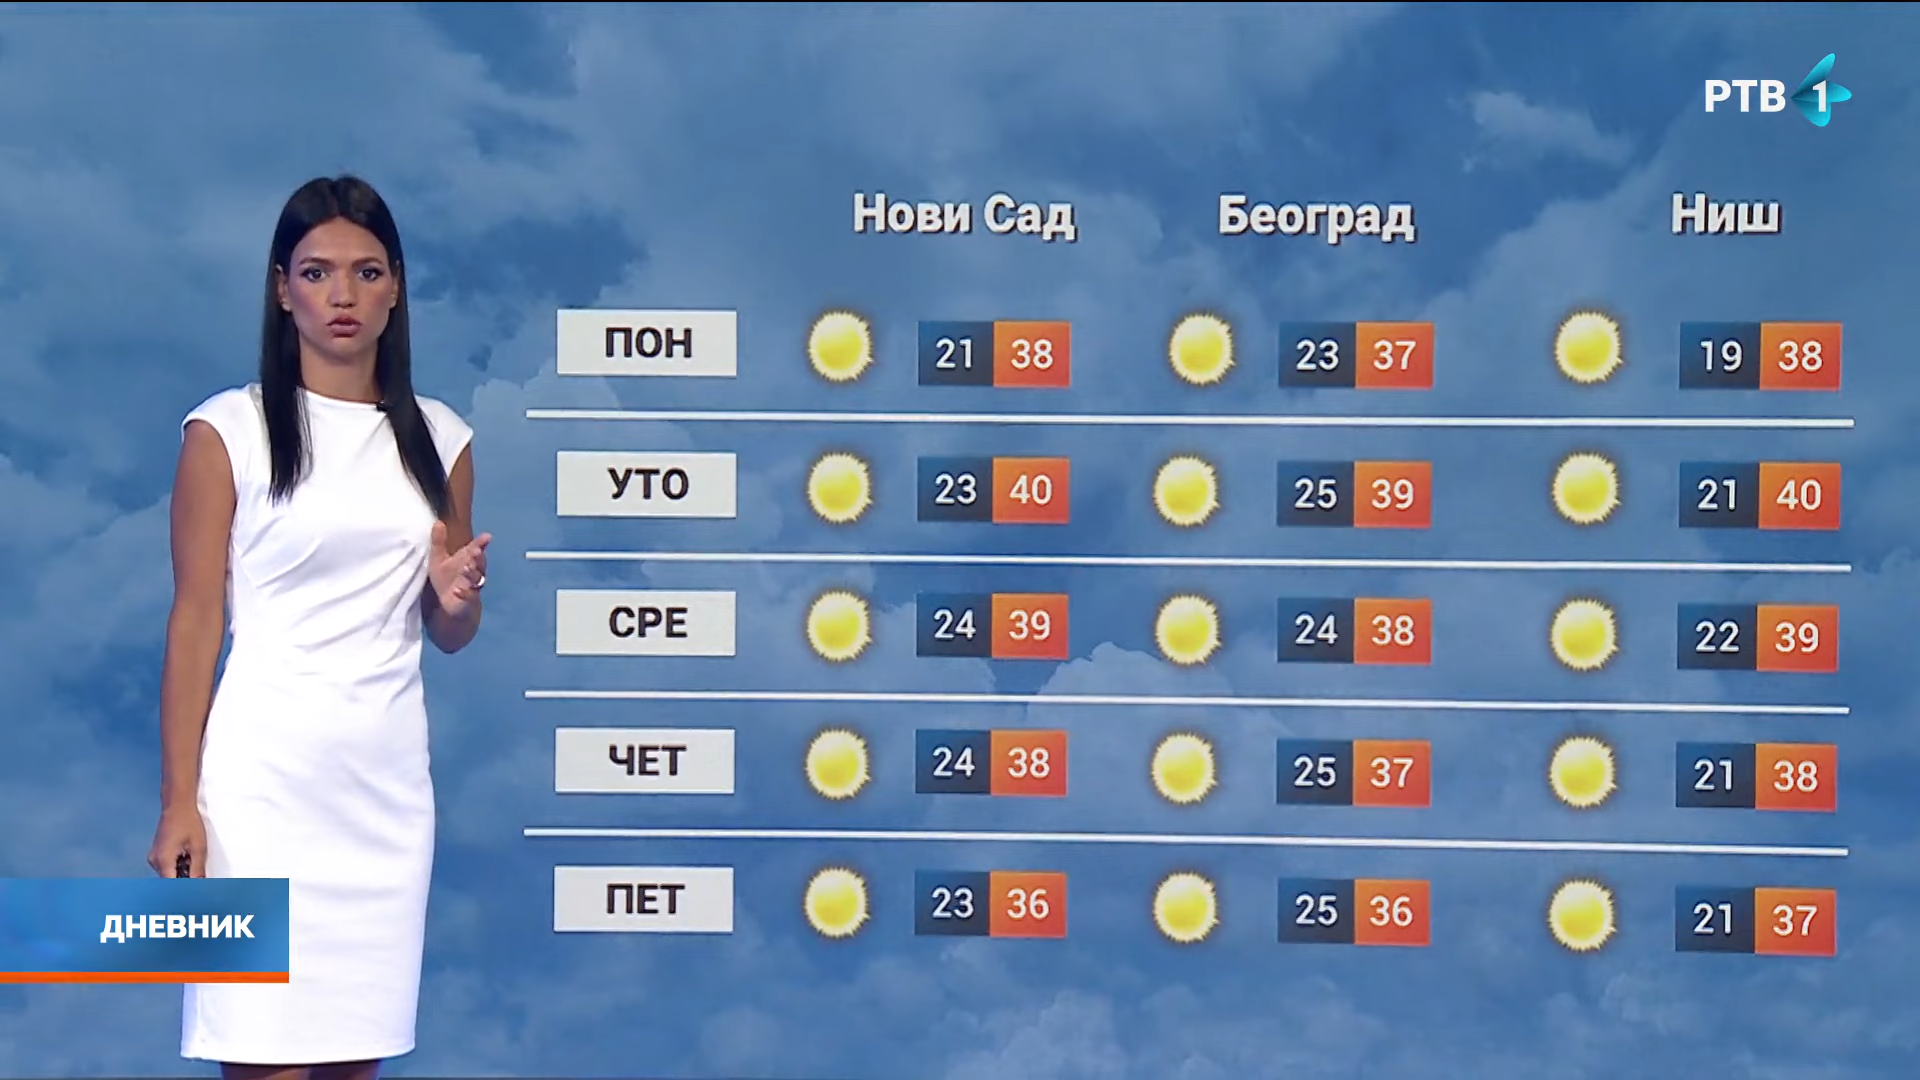 РТВ 1
Нови Сад Београд Ниш
ПОН 21 38 23 37 19 38
УТО 23 40 25 39 21 40
СРЕ 24 39 24 38 22 39
ЧЕТ 24 38 25 37 21 38
ПЕТ 23 36 25 36 21 37
ДНЕВНИК